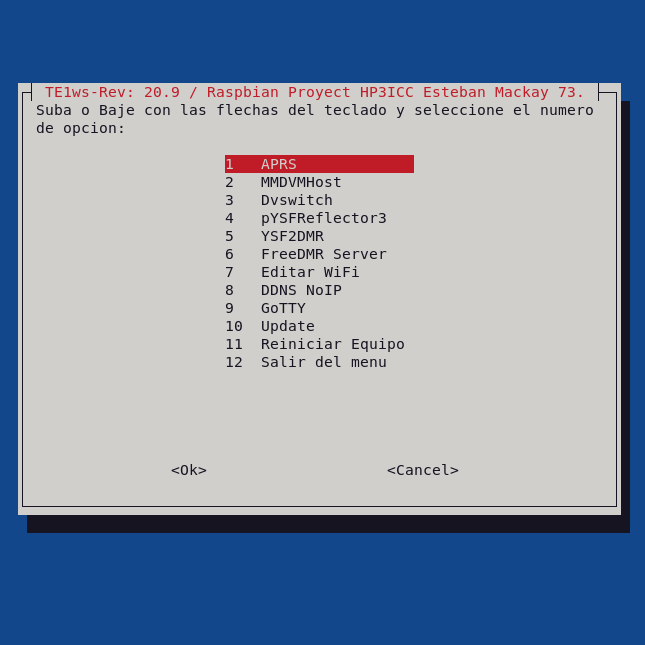 TE1ws-Rev: 20.9 / Raspbian Proyect HP3ICC Esteban Mackay 73.
Suba o Baje con las flechas del teclado y seleccione el numero
de opcion:
1 APRS
2 MMDVMHost
3 Dvswitch
4 pYSFReflector3
5 YSF2DMR
6 FreeDMR Server
7 Editar WiFi
8 DDNS NoIP
9 GoTTY
10 Update
11 Reiniciar Equipo
12 Salir del menu
<Ok> <Cancel>